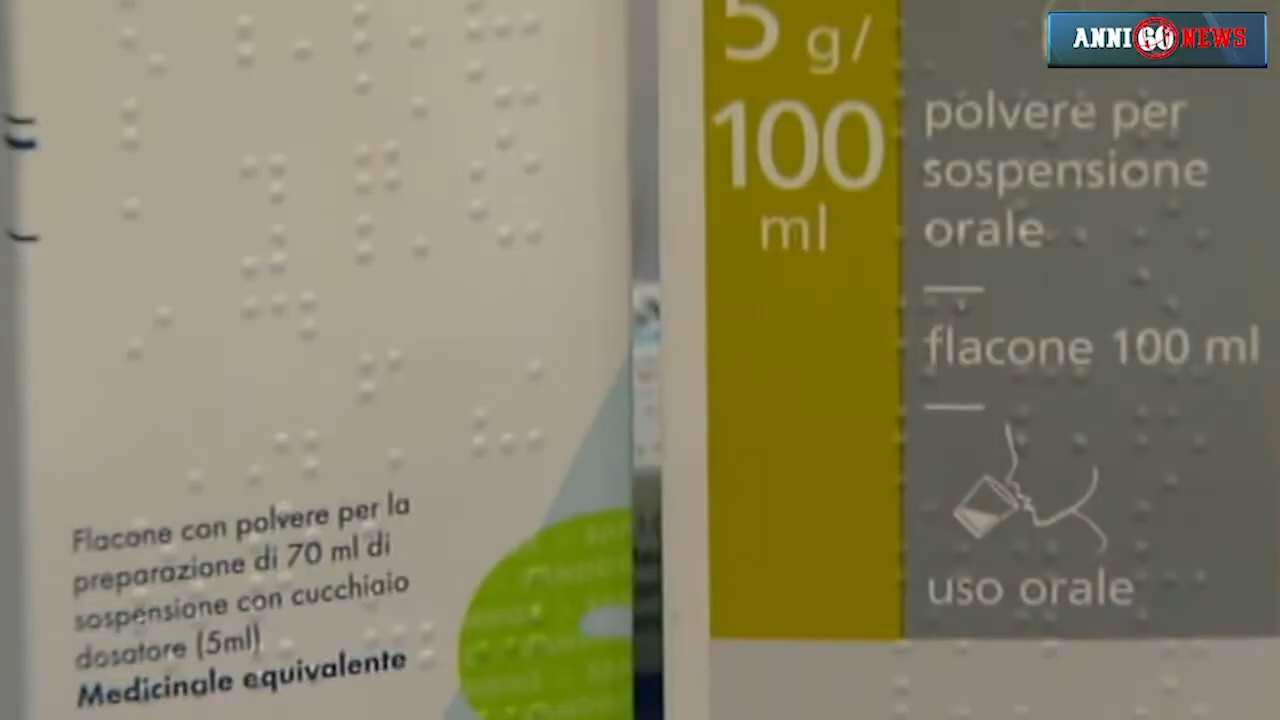 Flacone con polvere per la
preparazione di 70 ml di
sospensione con cucchiaio
dosatore (5ml)
Medicinale equivalente
5 g/
100
ml
polvere per
sospensione
orale
flacone 100 ml
uso orale
ANNI 60 NEWS